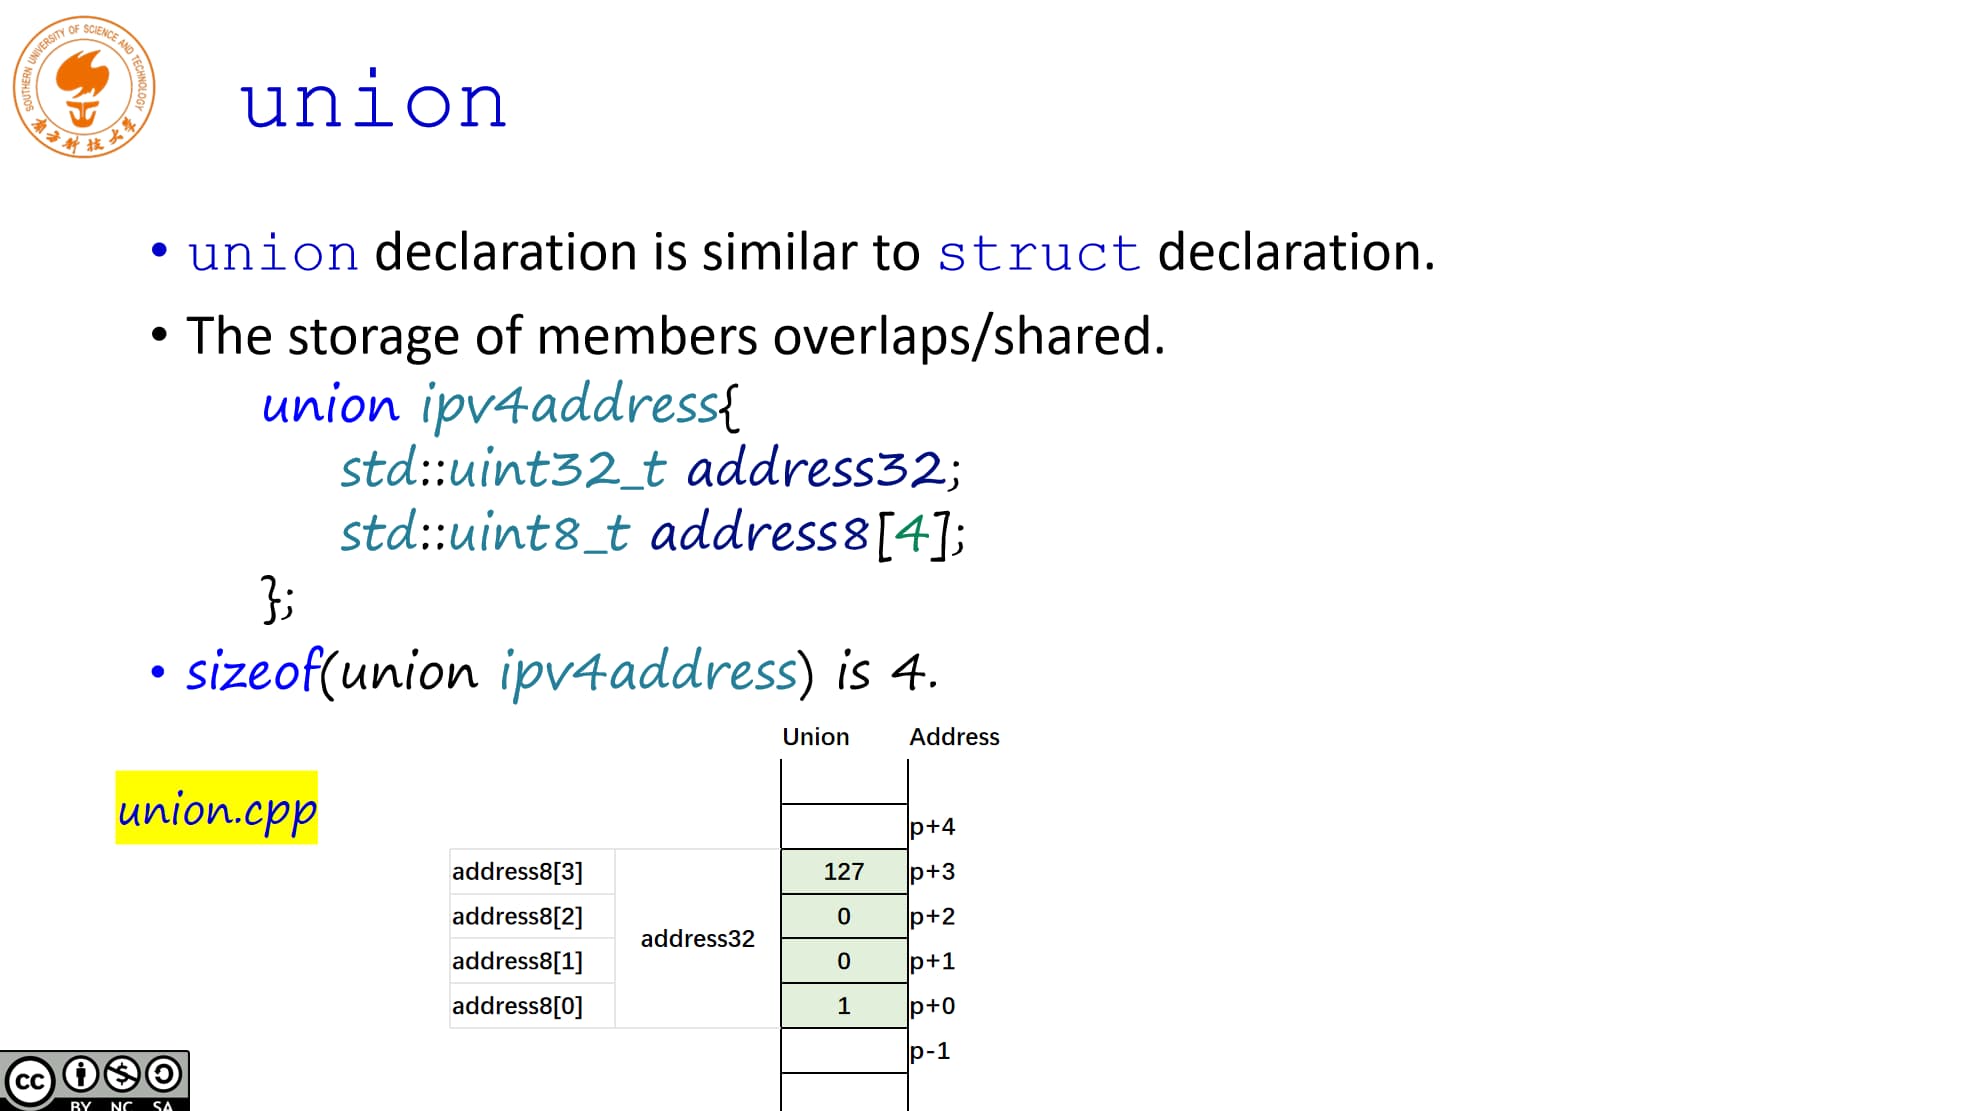 SOUTHERN UNIVERSITY OF SCIENCE AND TECHNOLOGY
南方科技大学
union
• union declaration is similar to struct declaration.
• The storage of members overlaps/shared.
union ipv4address{
std::uint32_t address32;
std::uint8_t address8[4];
};
• sizeof(union ipv4address) is 4.
Union Address
union.cpp
p+4
address8[3] 127 p+3
address8[2] 0 p+2
address32
address8[1] 0 p+1
address8[0] 1 p+0
p-1
cc
BY NC SA